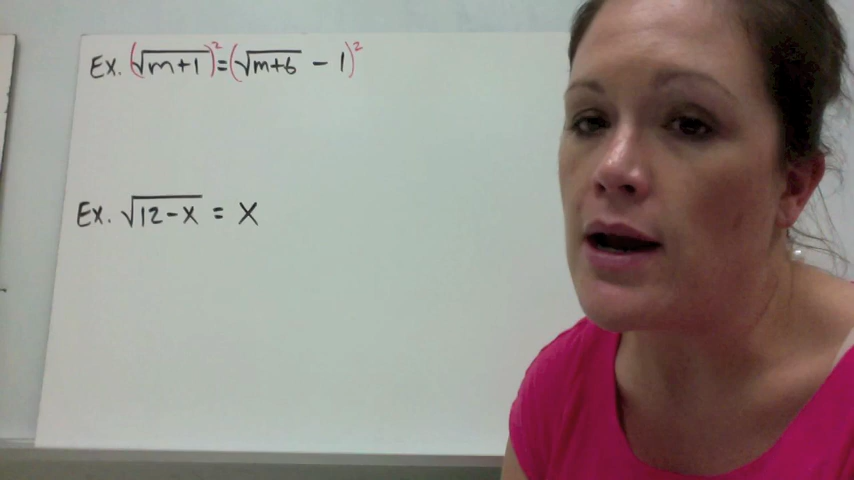 Ex. (√m+1)²=(√m+6 - 1)²
Ex. √12-x = x